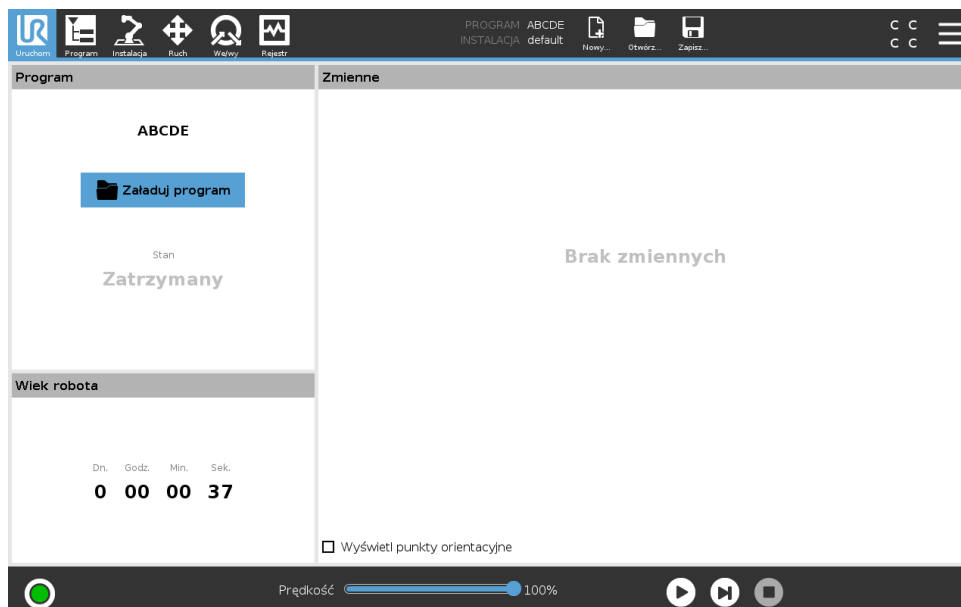 PROGRAM ABCDE
INSTALACJA default
C C
C C
Uruchom Program Instalacja Ruch We/wy Rejestr Nowy... Otwórz... Zapisz...
Program
ABCDE
Załaduj program
Stan
Zatrzymany
Wiek robota
Dn. Godz. Min. Sek.
0 00 00 37
Zmienne
Brak zmiennych
Wyświetl punkty orientacyjne
Prędkość 100%